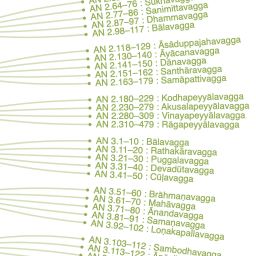 AN 2.64–76 : Sukhavagga
AN 2.77–86 : Sanimittavagga
AN 2.87–97 : Dhammavagga
AN 2.98–117 : Bālavagga
AN 2.118–129 : Āsāduppajahavagga
AN 2.130–140 : Āyācanavagga
AN 2.141–150 : Dānavagga
AN 2.151–162 : Santhāravagga
AN 2.163–179 : Samāpattivagga
AN 2.180–229 : Kodhapeyyālavagga
AN 2.230–279 : Akusalapeyyālavagga
AN 2.280–309 : Vinayapeyyālavagga
AN 2.310–479 : Rāgapeyyālavagga
AN 3.1–10 : Bālavagga
AN 3.11–20 : Rathakāravagga
AN 3.21–30 : Puggalavagga
AN 3.31–40 : Devadūtavagga
AN 3.41–50 : Cūḷavagga
AN 3.51–60 : Brāhmaṇavagga
AN 3.61–70 : Mahāvagga
AN 3.71–80 : Ānandavagga
AN 3.81–91 : Samaṇavagga
AN 3.92–102 : Loṇakapallavagga
AN 3.103–112 : Sambodhavagga
AN 3.113–122 :